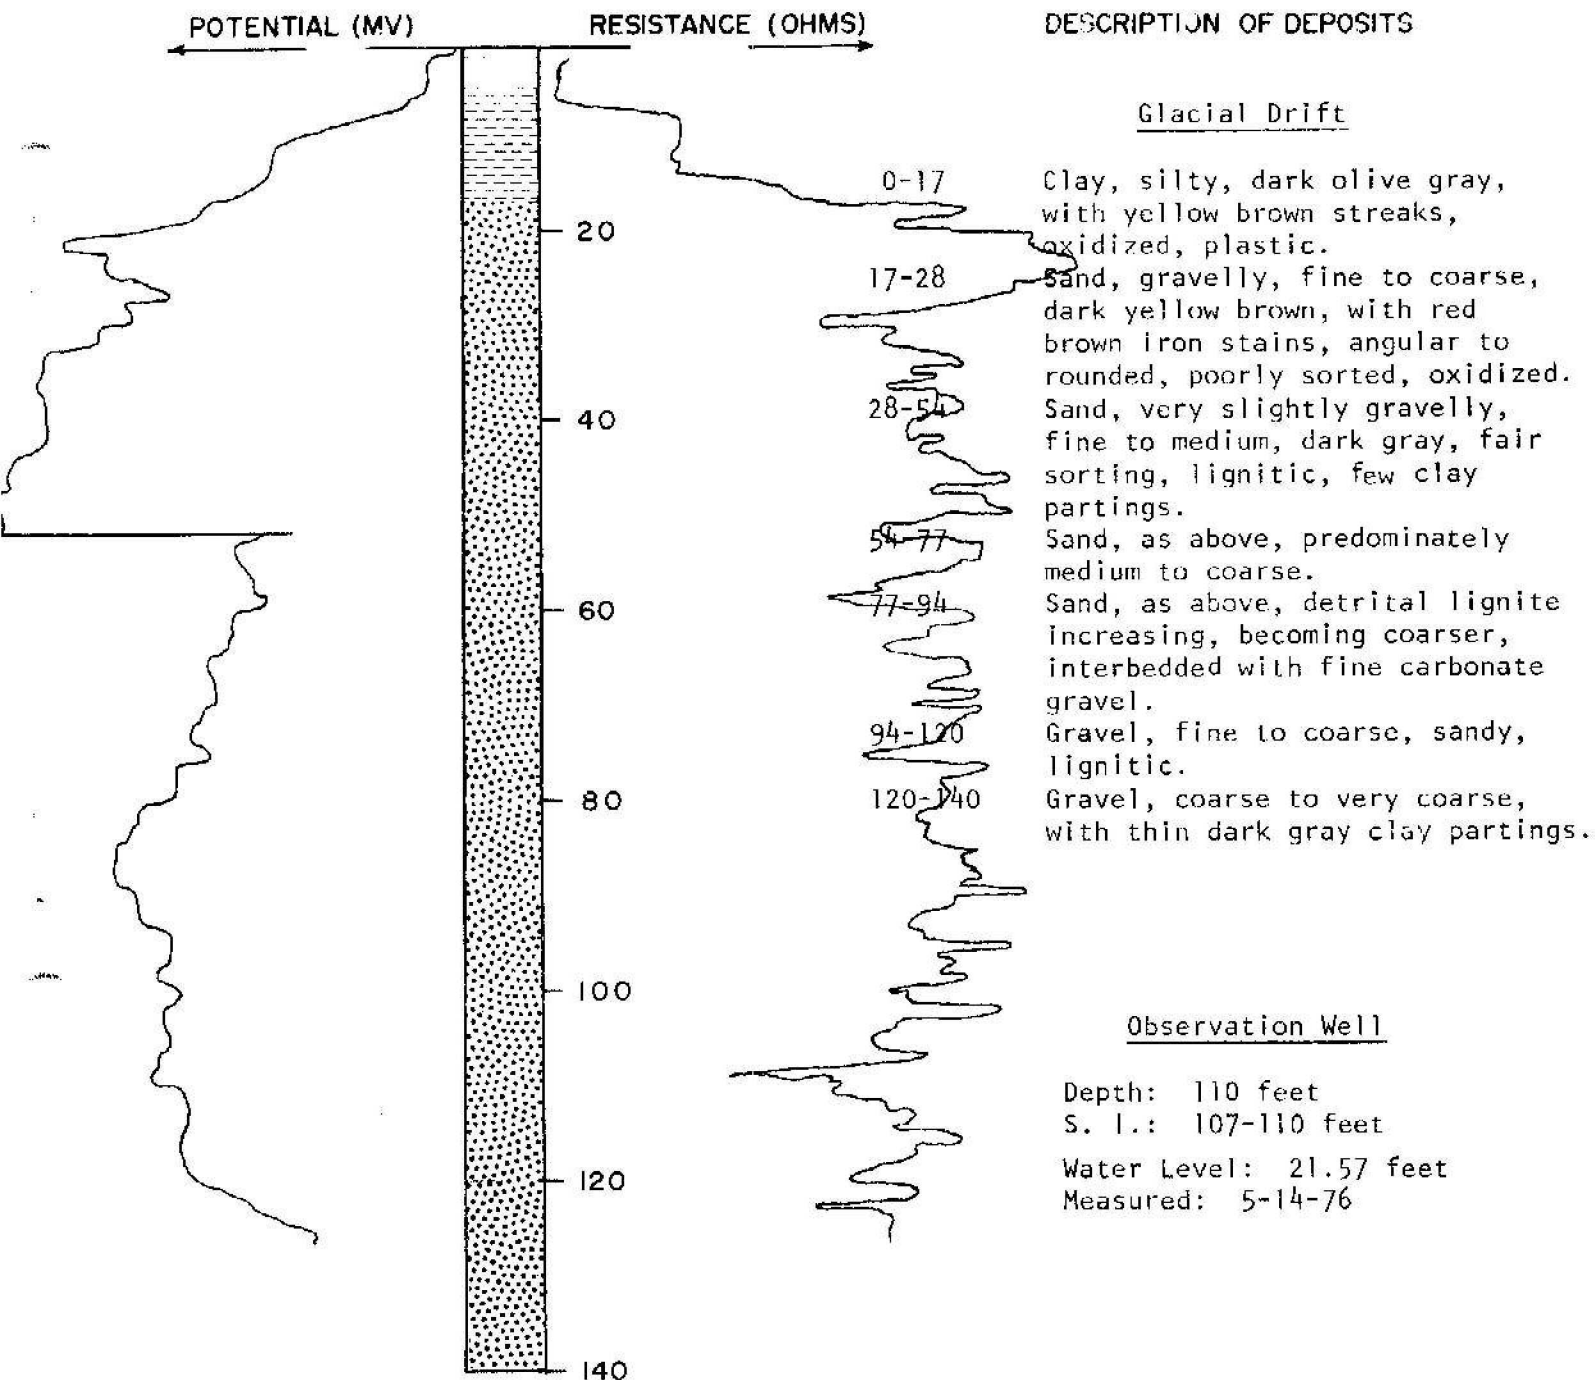 POTENTIAL (MV)
RESISTANCE (OHMS)
DESCRIPTION OF DEPOSITS
Glacial Drift
0-17 Clay, silty, dark olive gray,
with yellow brown streaks,
oxidized, plastic.
17-28 Sand, gravelly, fine to coarse,
dark yellow brown, with red
brown iron stains, angular to
rounded, poorly sorted, oxidized.
28-54 Sand, very slightly gravelly,
fine to medium, dark gray, fair
sorting, lignitic, few clay
partings.
54-77 Sand, as above, predominately
medium to coarse.
77-94 Sand, as above, detrital lignite
increasing, becoming coarser,
interbedded with fine carbonate
gravel.
94-120 Gravel, fine to coarse, sandy,
lignitic.
120-140 Gravel, coarse to very coarse,
with thin dark gray clay partings.
20
40
60
80
100
120
140
Observation Well
Depth: 110 feet
S. I.: 107-110 feet
Water Level: 21.57 feet
Measured: 5-14-76